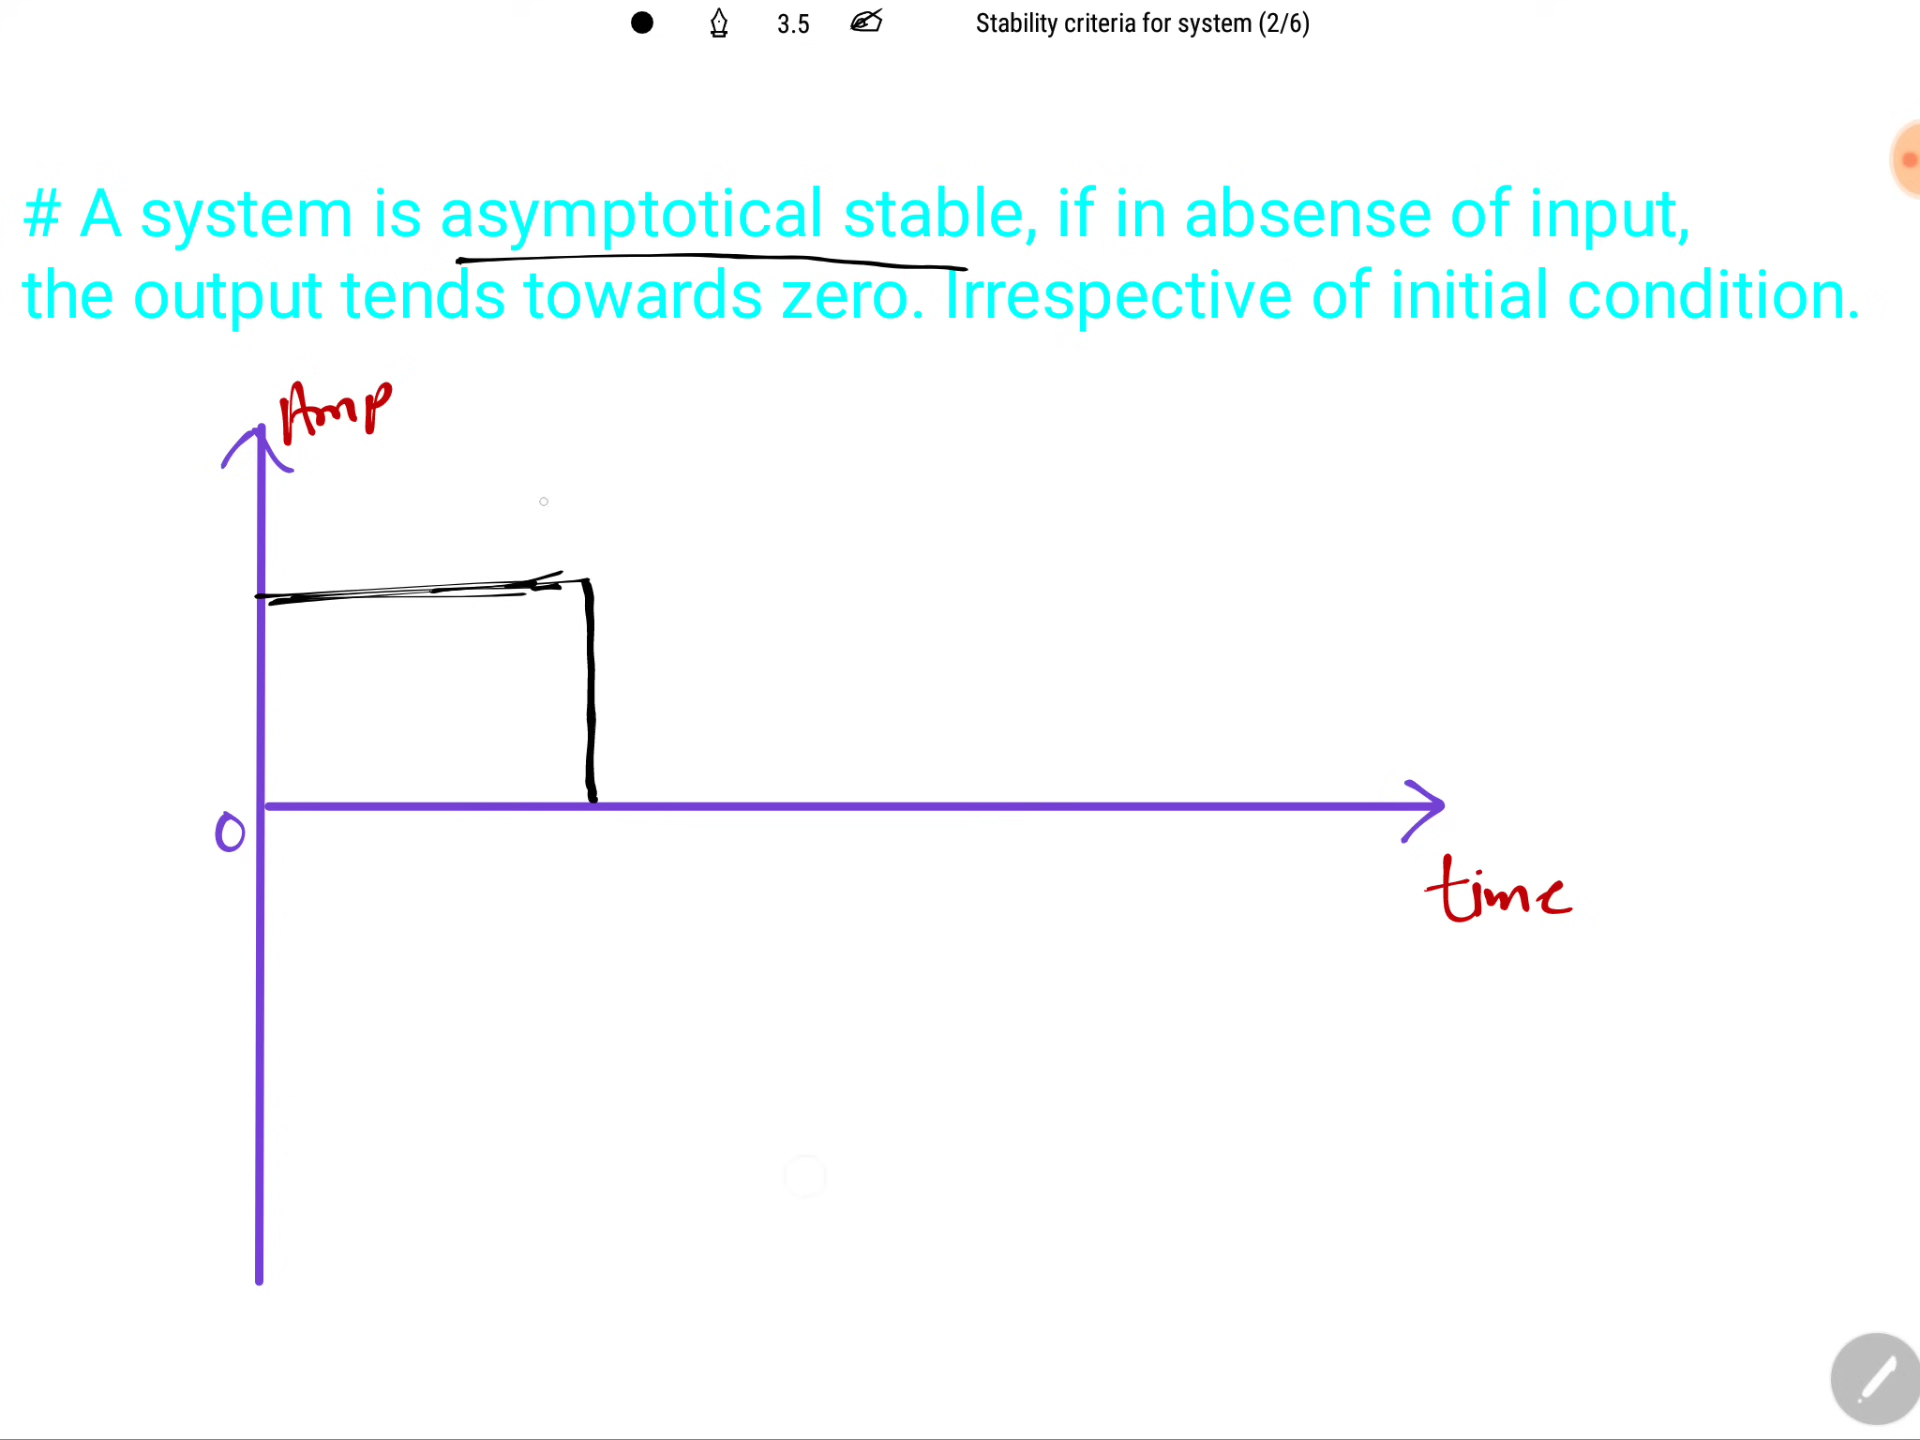 3.5 Stability criteria for system (2/6)
# A system is asymptotical stable, if in absense of input,
the output tends towards zero. Irrespective of initial condition.
Amp
0
time